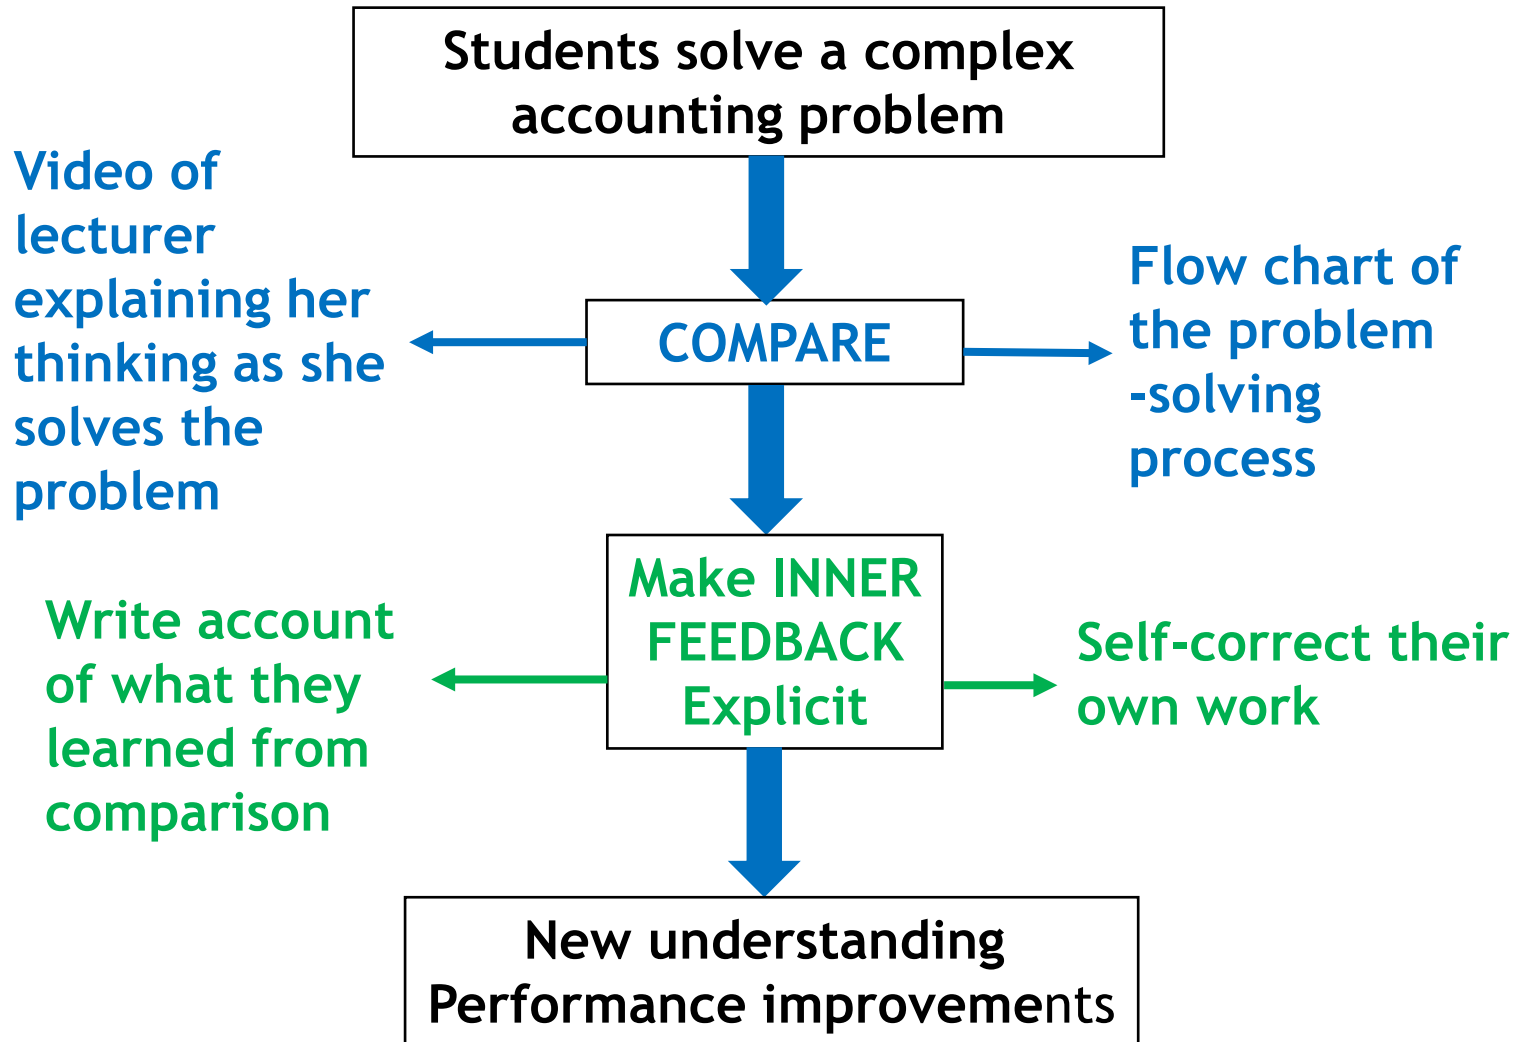 Students solve a complex
accounting problem
Video of
lecturer
explaining her
thinking as she
solves the
problem
COMPARE
Flow chart of
the problem
-solving
process
Make INNER
FEEDBACK
Explicit
Write account
of what they
learned from
comparison
Self-correct their
own work
New understanding
Performance improvements